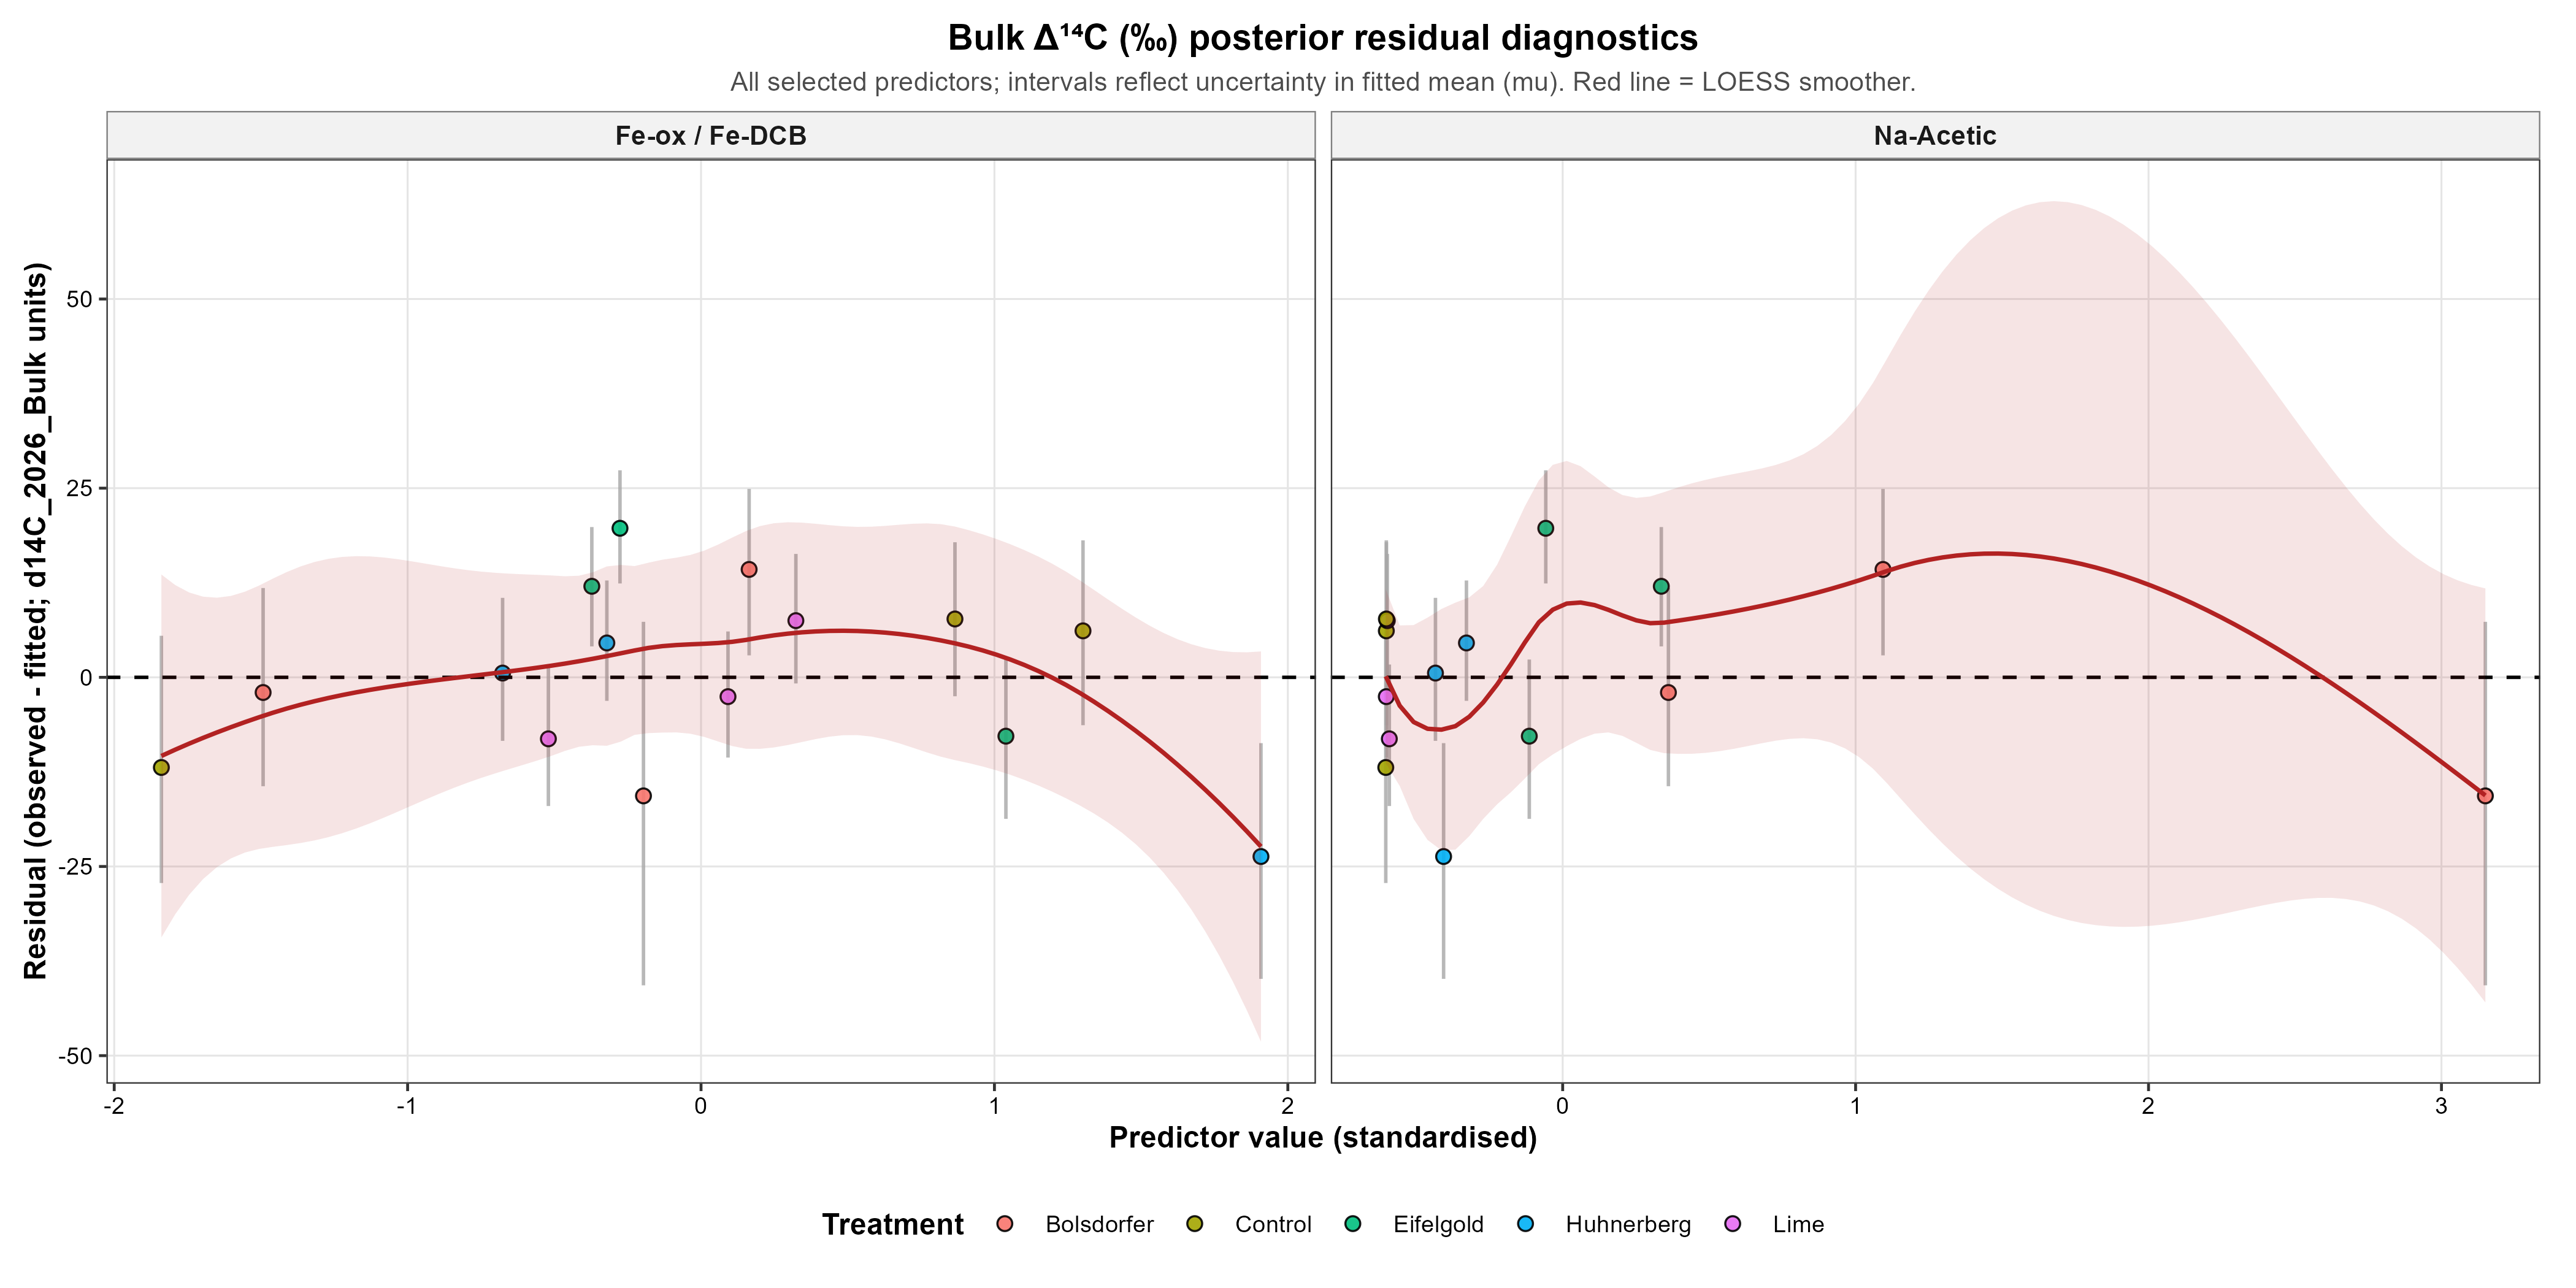 Bulk Δ¹⁴C (‰) posterior residual diagnostics
All selected predictors; intervals reflect uncertainty in fitted mean (mu). Red line = LOESS smoother.
Fe-ox / Fe-DCB
Na-Acetic
Residual (observed - fitted; d14C_2026_Bulk units)
50
25
0
-25
-50
-2
-1
0
1
2
0
1
2
3
Predictor value (standardised)
Treatment
Bolsdorfer
Control
Eifelgold
Huhnerberg
Lime